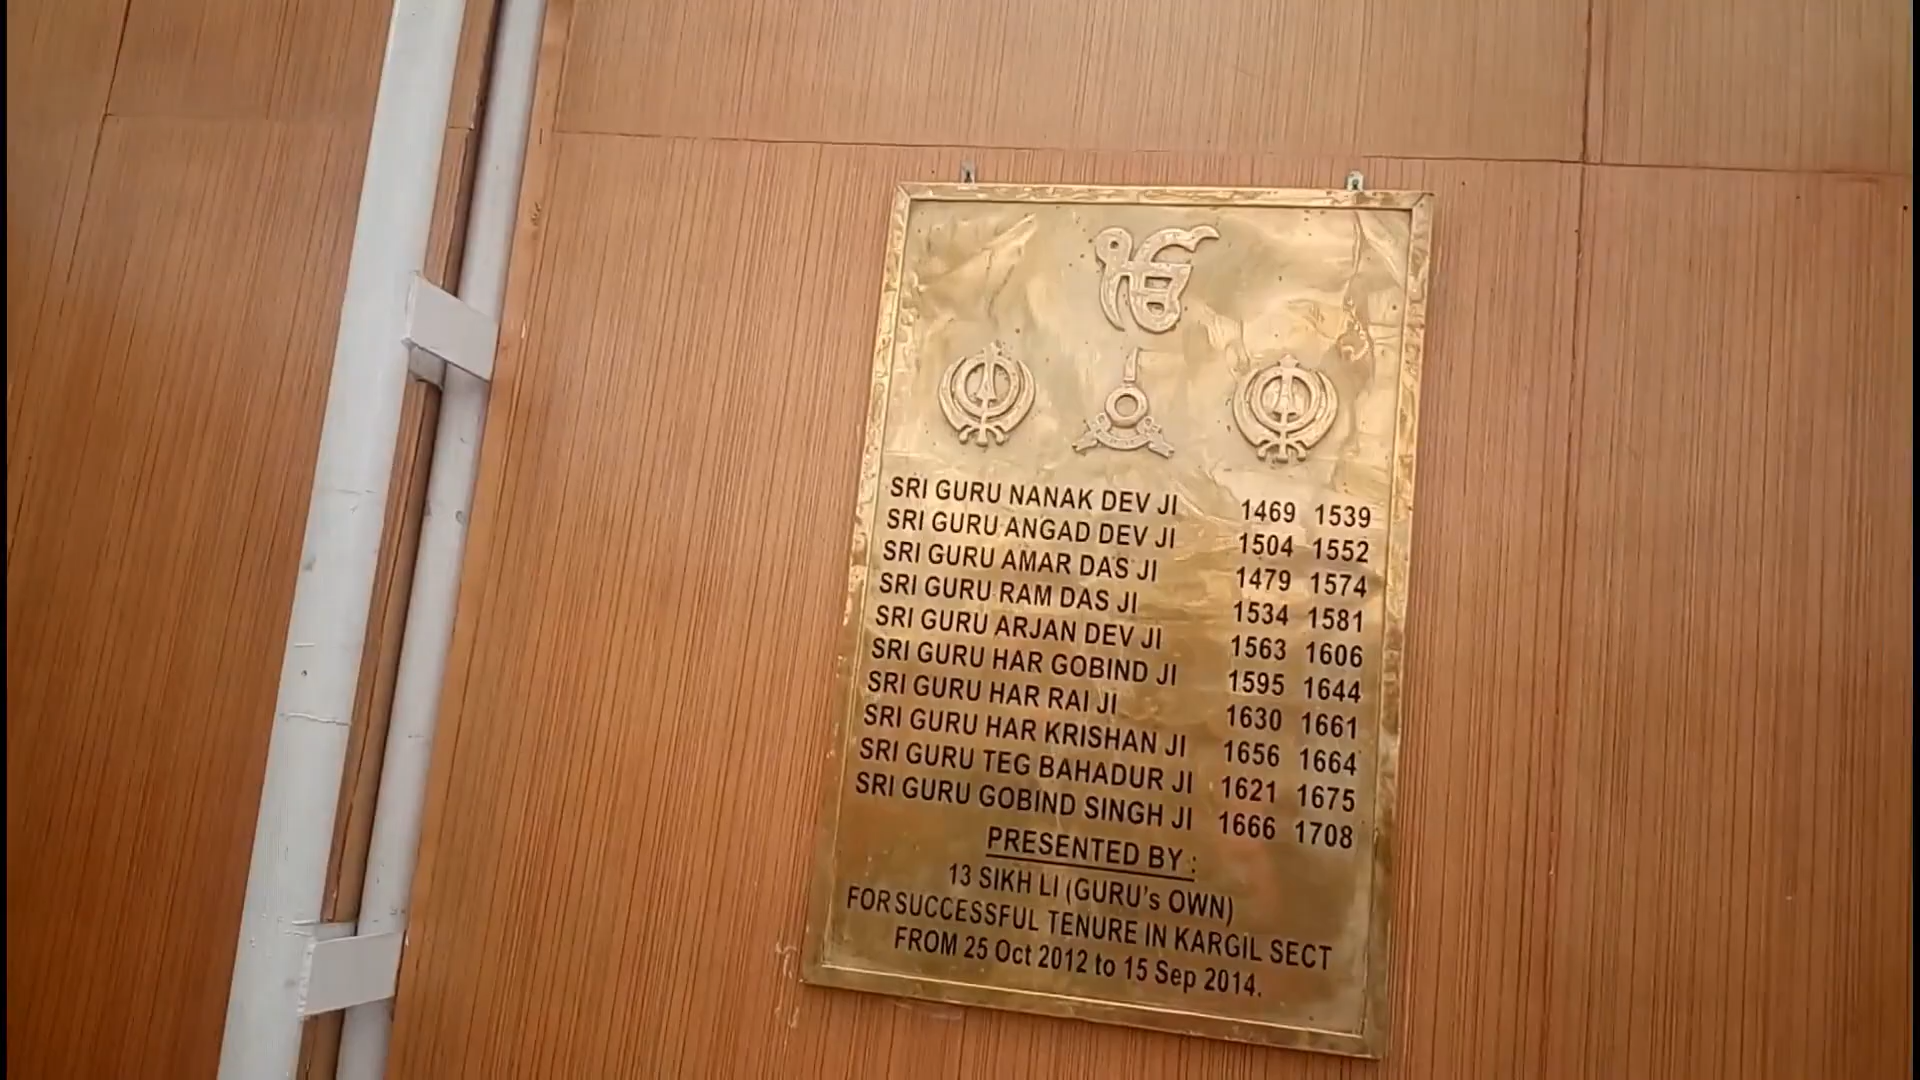 ੴ
SRI GURU NANAK DEV JI 1469 1539
SRI GURU ANGAD DEV JI 1504 1552
SRI GURU AMAR DAS JI 1479 1574
SRI GURU RAM DAS JI 1534 1581
SRI GURU ARJAN DEV JI 1563 1606
SRI GURU HAR GOBIND JI 1595 1644
SRI GURU HAR RAI JI 1630 1661
SRI GURU HAR KRISHAN JI 1656 1664
SRI GURU TEG BAHADUR JI 1621 1675
SRI GURU GOBIND SINGH JI 1666 1708
PRESENTED BY :
13 SIKH LI (GURU's OWN)
FOR SUCCESSFUL TENURE IN KARGIL SECT
FROM 25 Oct 2012 to 15 Sep 2014.